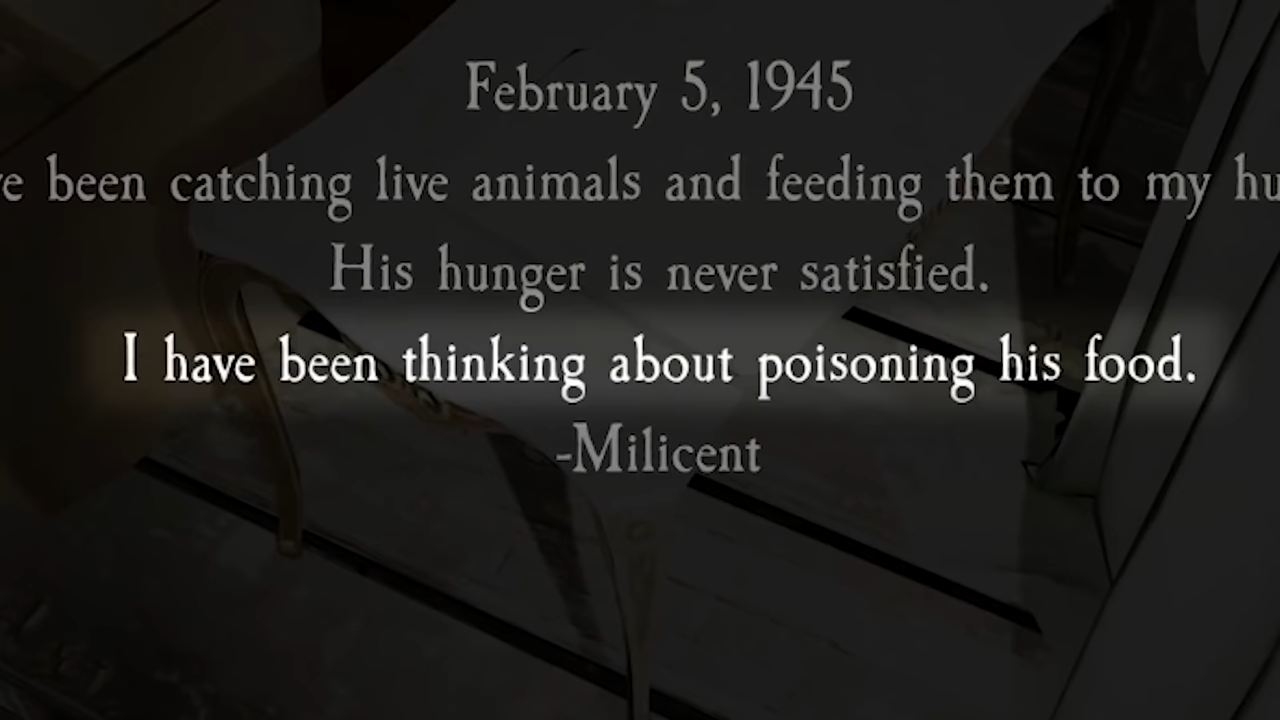 February 5, 1945
been catching live animals and feeding them to my
His hunger is never satisfied.
I have been thinking about poisoning his food.
-Milicent